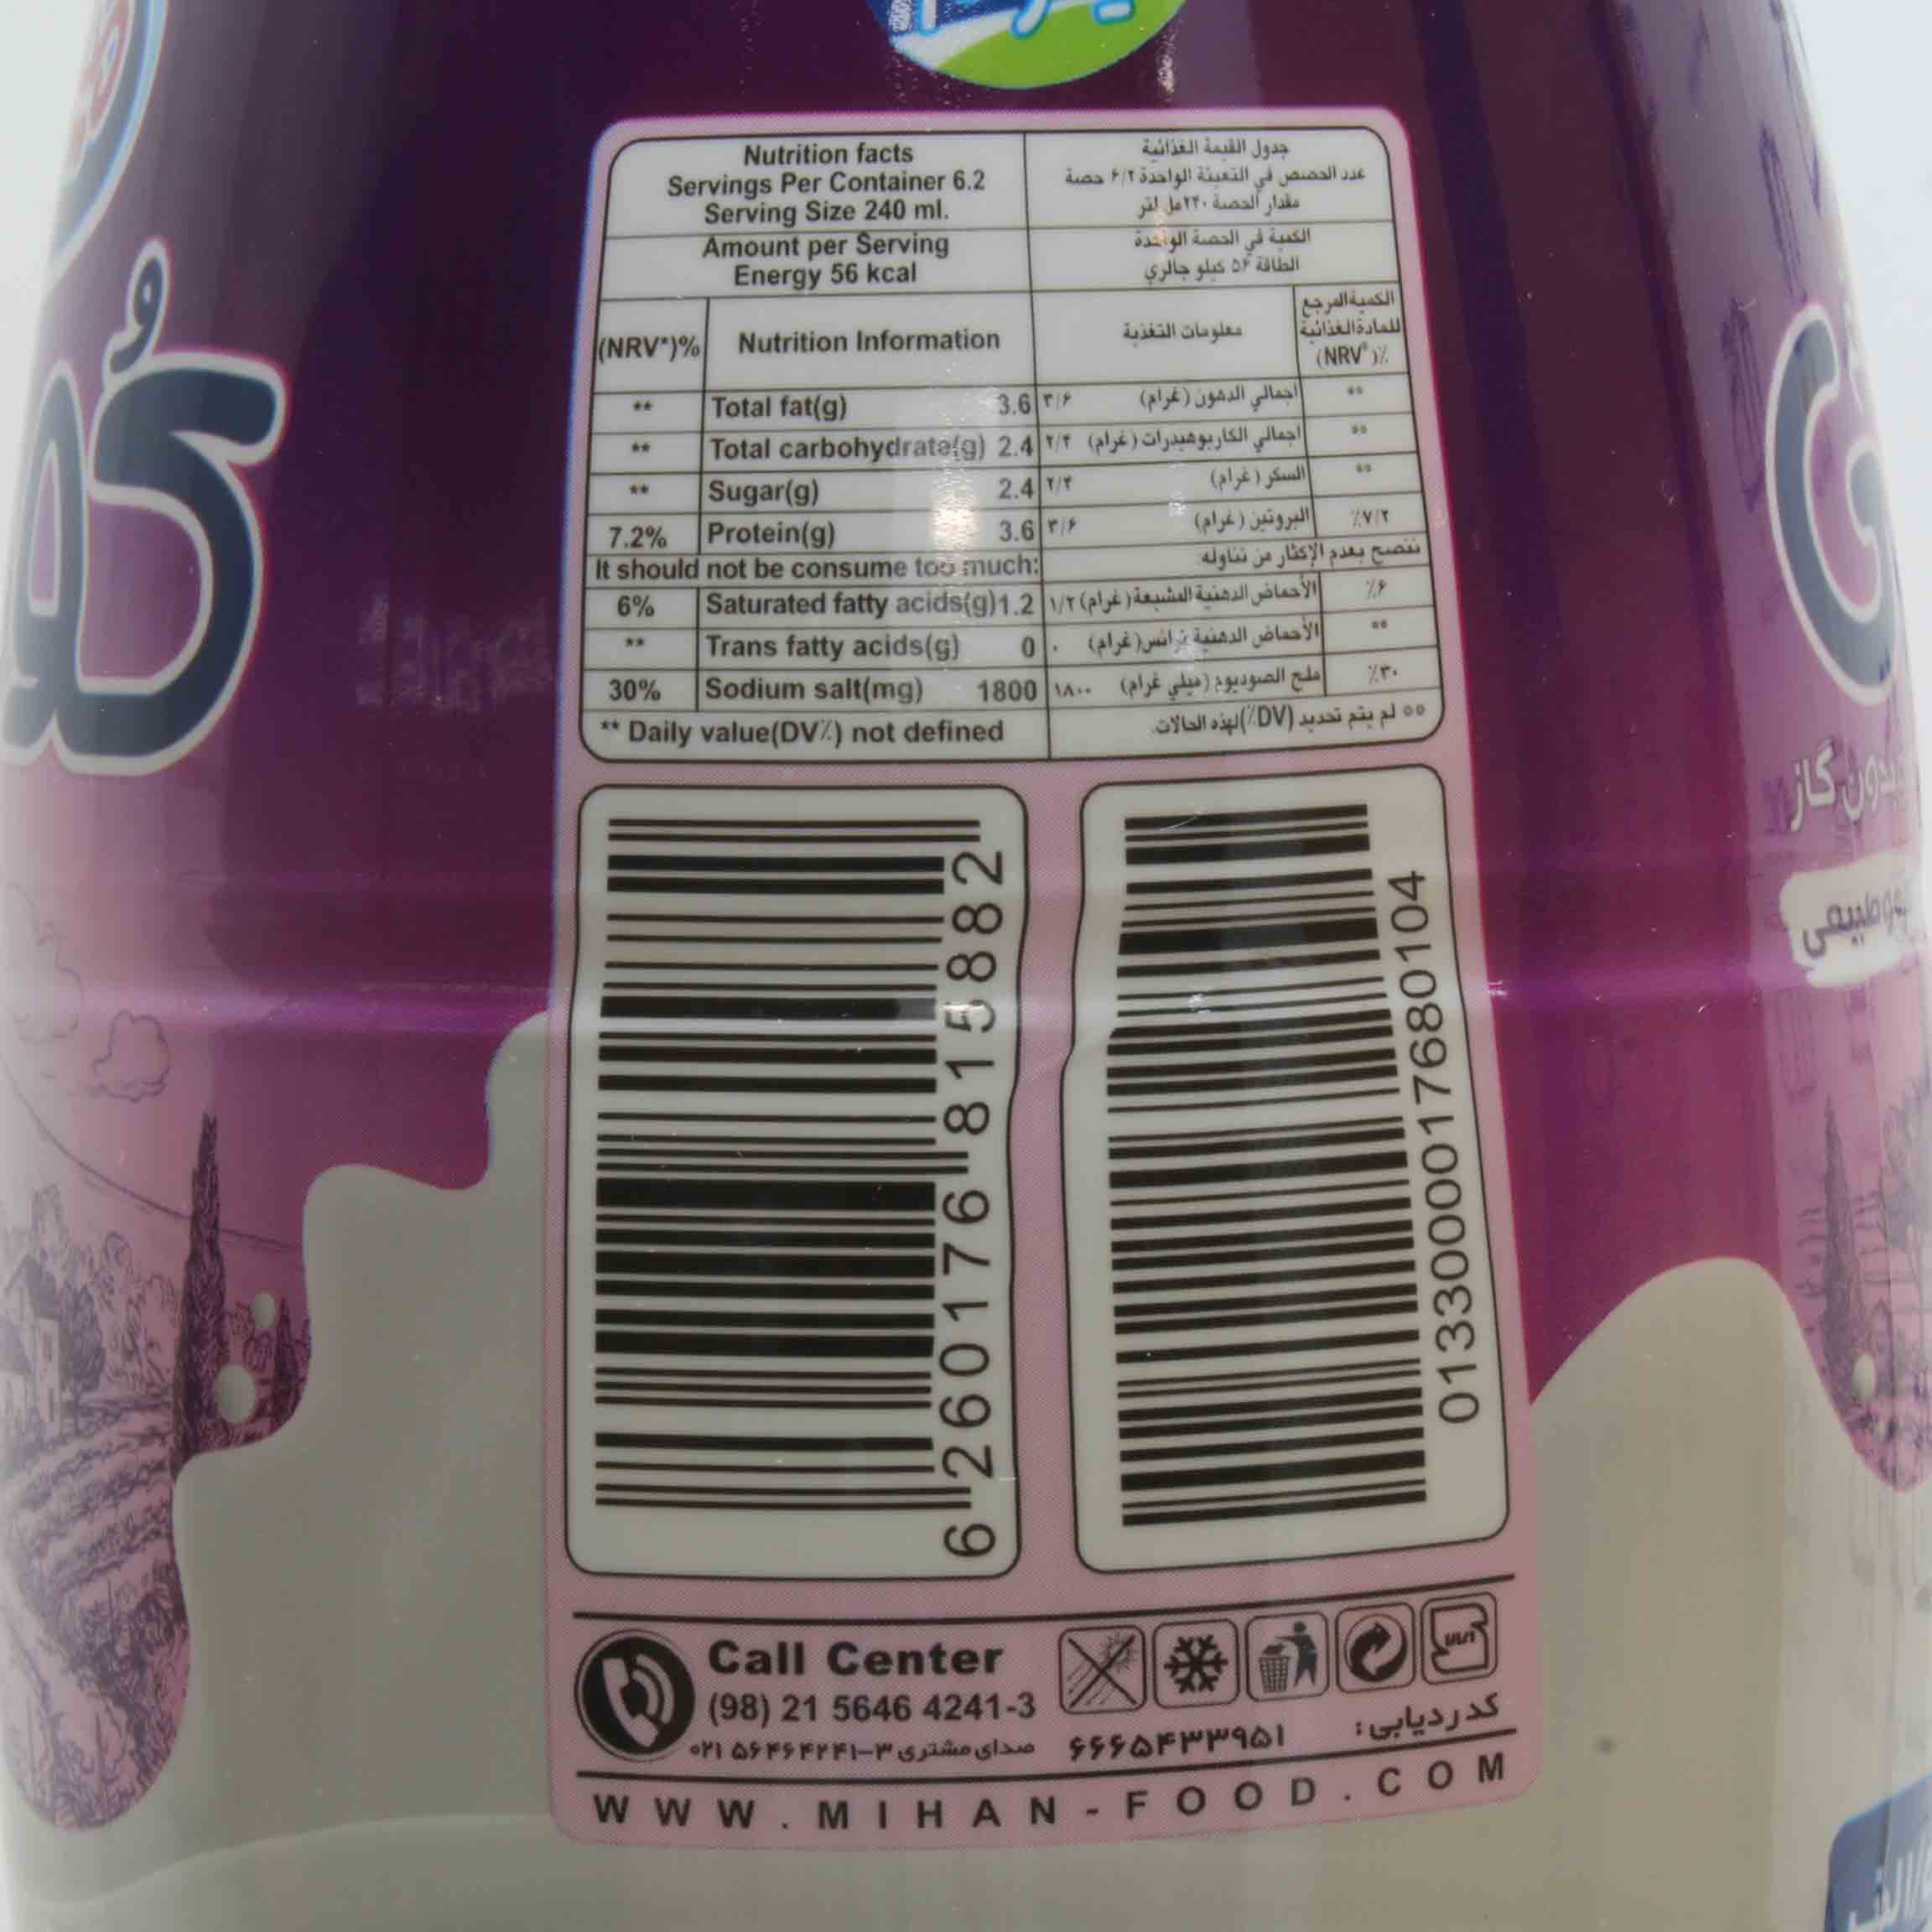 Nutrition facts
Servings Per Container 6.2
Serving Size 240 ml.
Amount per Serving
Energy 56 kcal
جدول القيمة الغذائية
عدد الحصص في التعبئة الواحدة ۶/۲ حصة
مقدار الحصة ۲۴۰مل لتر
الكمية في الحصة الواحدة
الطاقة ۵۶ كيلو جالري
(NRV*)% Nutrition Information
معلومات التغذية
الكمية المرجع
للمادة الغذائية
(NRV*)٪
** Total fat(g) 3.6 ۳/۶ اجمالي الدهون (غرام) **
** Total carbohydrate(g) 2.4 ۲/۴ اجمالي الكاربوهيدرات (غرام) **
** Sugar(g) 2.4 ۲/۴ السكر (غرام) **
7.2% Protein(g) 3.6 ۳/۶ البروتين (غرام) ٪۷/۲
It should not be consume too much: ننصح بعدم الإكثار من تناوله
6% Saturated fatty acids(g) 1.2 ۱/۲ الأحماض الدهنية المشبعة (غرام) ٪۶
** Trans fatty acids(g) 0 ۰ الأحماض الدهنية ترانس (غرام) **
30% Sodium salt(mg) 1800 ۱۸۰۰ ملح الصوديوم (ميلي غرام) ٪۳۰
** Daily value(DV٪) not defined
** لم يتم تحديد (DV٪) لهذه الحالات.
6 260176 815882
01330000017680104
Call Center
(98) 21 5646 4241-3
صدای مشتری ۳-۰۲۱ ۵۶۴۶۴۲۴۱
کد ردیابی:
۶۶۶۵۴۳۳۹۵۱
WWW.MIHAN-FOOD.COM
بدون گاز